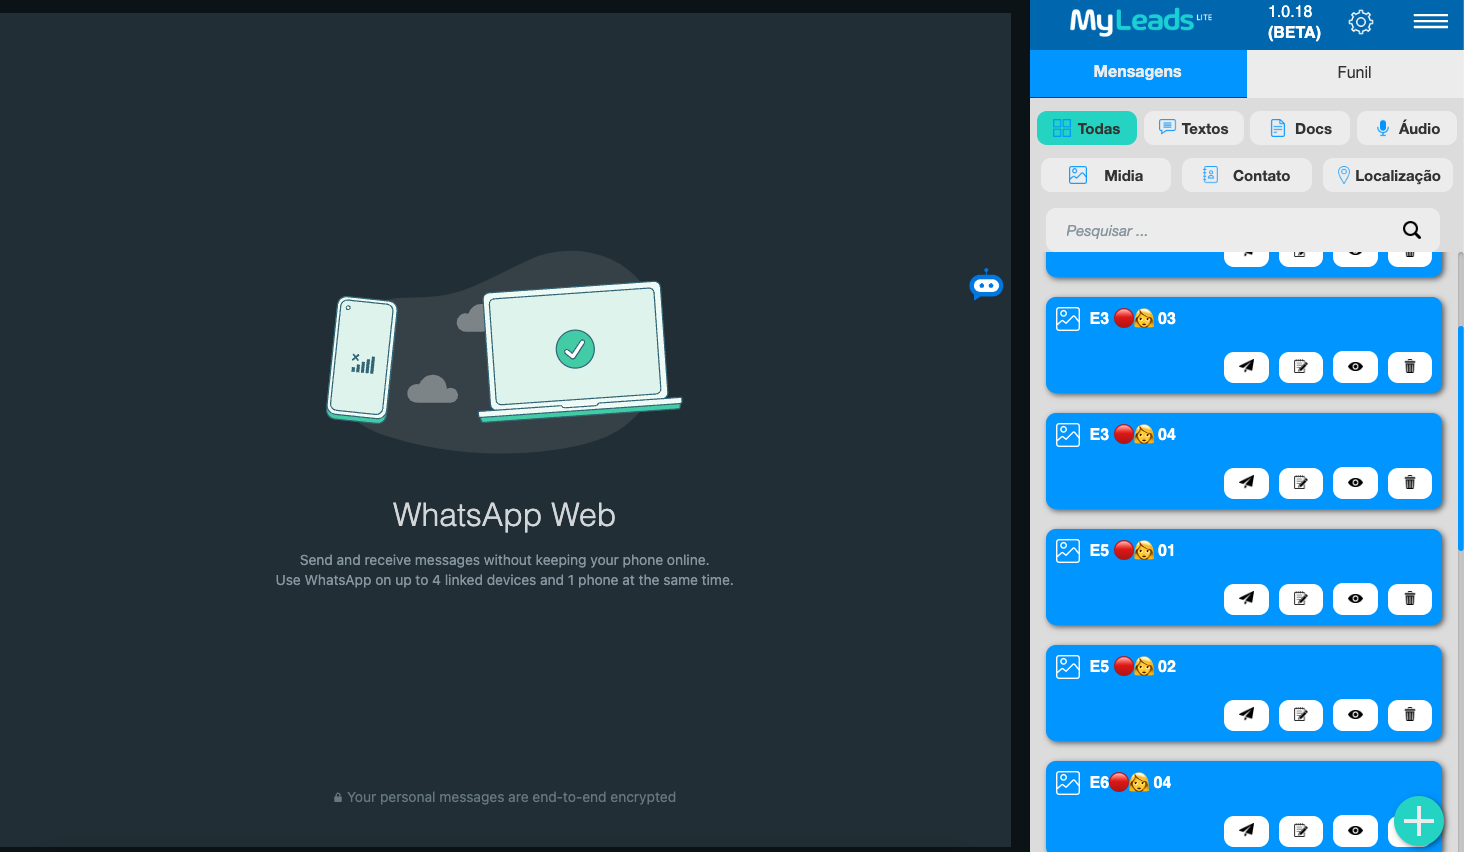 MyLeads LITE
1.0.18
(BETA)
Mensagens
Funil
Todas
Textos
Docs
Áudio
Midia
Contato
Localização
Pesquisar ...
E3 🔴👩 03
E3 🔴👩 04
E5 🔴👩 01
E5 🔴👩 02
E6🔴👩 04
WhatsApp Web
Send and receive messages without keeping your phone online.
Use WhatsApp on up to 4 linked devices and 1 phone at the same time.
Your personal messages are end-to-end encrypted